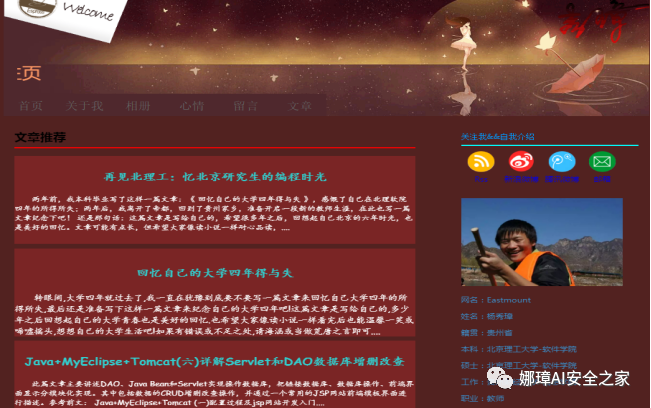 Welcome
主页
首页 关于我 相册 心情 留言 文章
文章推荐
再见北理工：忆北京研究生的编程时光
两年前，我本科毕业写了这样一篇文章：《 回忆自己的大学四年得与失 》，感慨了自己在北理软院
四年的所得所失；两年后，我离开了帝都，回到了贵州家乡，准备开启一段新的教师生涯，在此也写一篇
文章纪念下吧！ 还是那句话：这篇文章是写给自己的，希望很多年之后，回想起自己北京的六年时光，也
是美好的回忆。文章可能有点长，但希望大家像读小说一样耐心品读，....
回忆自己的大学四年得与失
转眼间,大学四年就过去了,我一直在犹豫到底要不要写一篇文章来回忆自己大学四年的所
得所失,最后还是准备写下这样一篇文章来纪念自己的大学四年吧!这篇文章是写给自己的,多少
年之后回想起自己的大学青春也是美好的回忆,也希望大家像读小说一样看完后也能温馨一笑或
唏嘘摇头,想想自己的大学生活吧!如果有错误或不足之处,请海涵或当做荒唐之言即可....
Java+MyEclipse+Tomcat(六)详解Servlet和DAO数据库增删改查
此篇文章主要讲述DAO、Java Bean和Servlet实现操作数据库，把链接数据库、数据库操作、前端界
面显示分模块化实现。其中包括数据的CRUD增删改查操作，并通过一个常用的JSP网站前端模板界面进
行描述。参考前文： Java+MyEclipse+Tomcat (一)配置过程及jsp网站开发入门....
关注我&&自我介绍
网名：Eastmount
姓名：杨秀璋
籍贯：贵州省
本科：北京理工大学-软件学院
硕士：北京理工大学-软件学院
职业：教师
娜璋AI安全之家